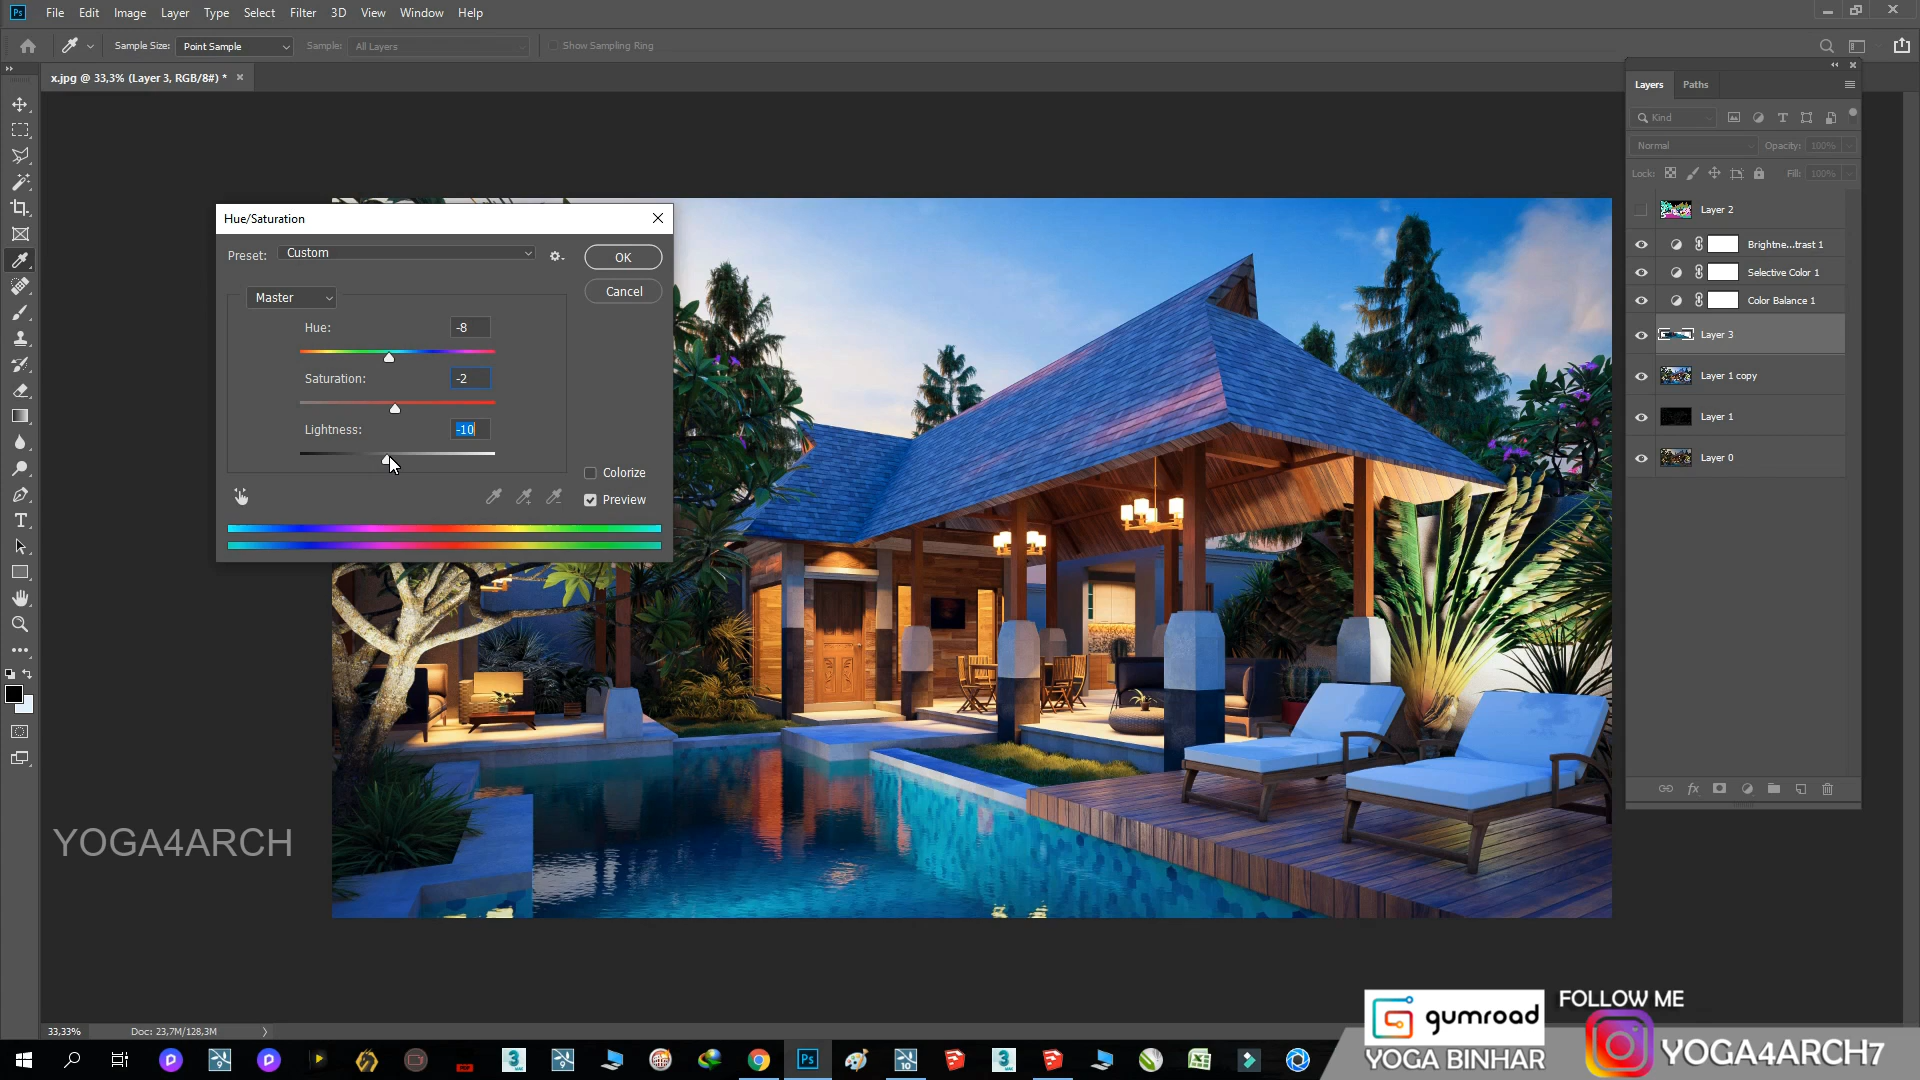 Ps File Edit Image Layer Type Select Filter 3D View Window Help
Sample Size: Point Sample Sample: All Layers Show Sampling Ring
x.jpg @ 33,3% (Layer 3, RGB/8#) *
Hue/Saturation
Preset: Custom
OK
Cancel
Master
Hue: -8
Saturation: -2
Lightness: -10
Colorize
Preview
Layers Paths
Kind
Normal Opacity: 100%
Lock: Fill: 100%
Layer 2
Brightne...trast 1
Selective Color 1
Color Balance 1
Layer 3
Layer 1 copy
Layer 1
Layer 0
fx
YOGA4ARCH
33,33% Doc: 23,7M/128,3M
gumroad
YOGA BINHAR
FOLLOW ME
YOGA4ARCH7